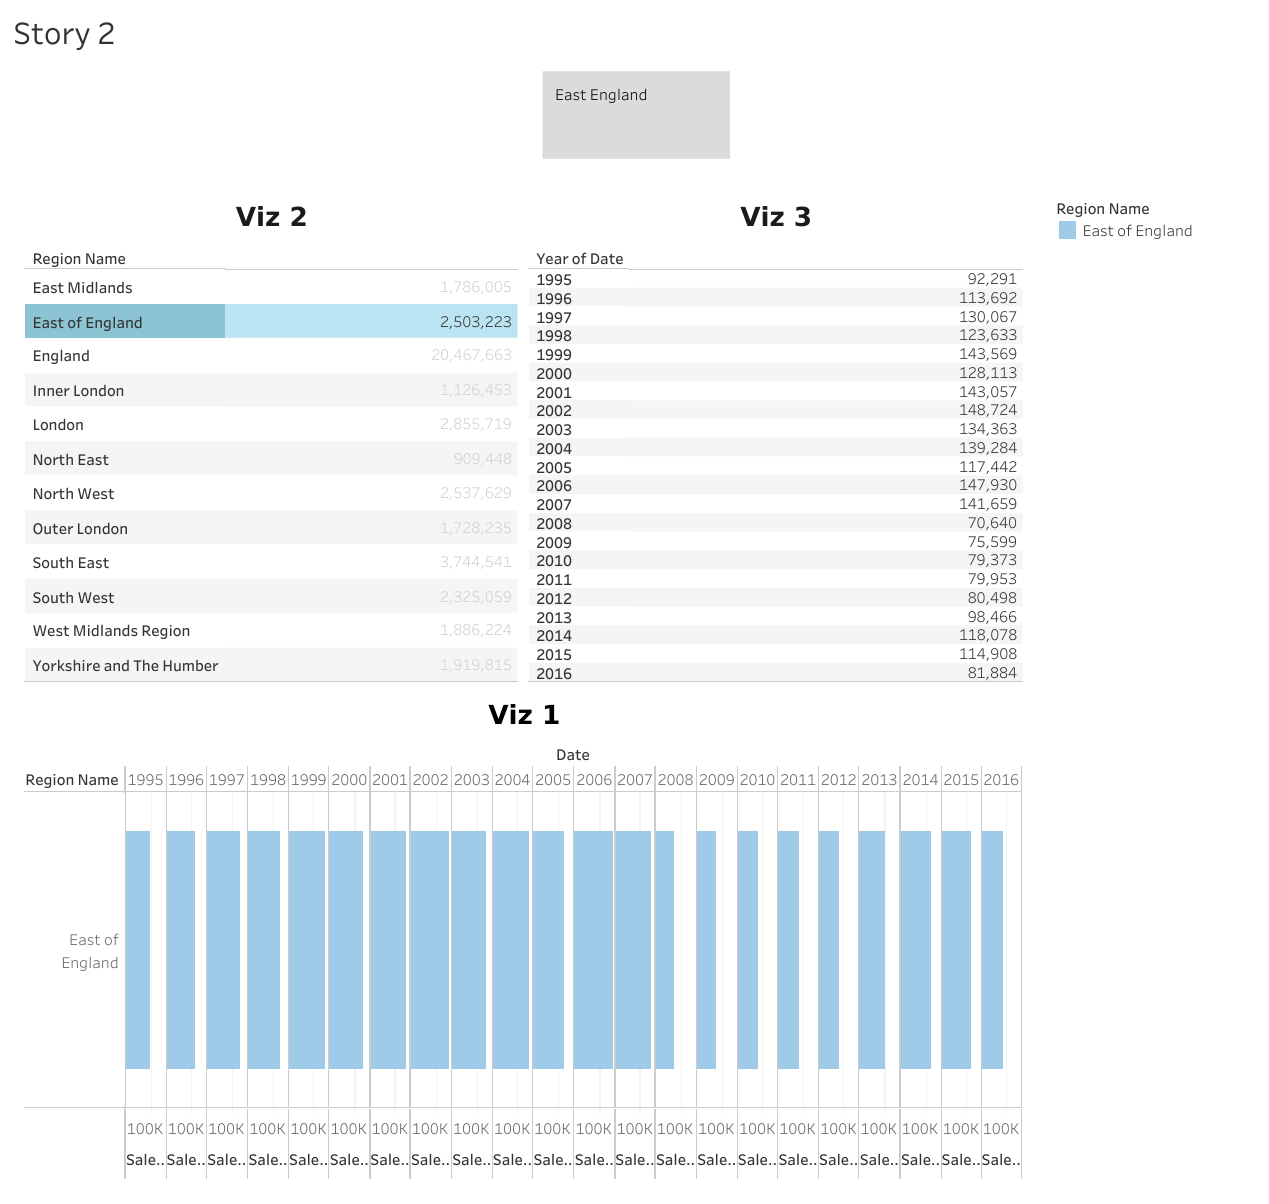 Story 2
East England
Viz 2
Viz 3
Region Name
East of England
Region Name
East Midlands 1,786,005
East of England 2,503,223
England 20,467,663
Inner London 1,126,453
London 2,855,719
North East 909,448
North West 2,537,629
Outer London 1,728,235
South East 3,744,541
South West 2,325,059
West Midlands Region 1,886,224
Yorkshire and The Humber 1,919,815
Year of Date
1995 92,291
1996 113,692
1997 130,067
1998 123,633
1999 143,569
2000 128,113
2001 143,057
2002 148,724
2003 134,363
2004 139,284
2005 117,442
2006 147,930
2007 141,659
2008 70,640
2009 75,599
2010 79,373
2011 79,953
2012 80,498
2013 98,466
2014 118,078
2015 114,908
2016 81,884
Viz 1
Date
Region Name 1995 1996 1997 1998 1999 2000 2001 2002 2003 2004 2005 2006 2007 2008 2009 2010 2011 2012 2013 2014 2015 2016
East of
England
100K 100K 100K 100K 100K 100K 100K 100K 100K 100K 100K 100K 100K 100K 100K 100K 100K 100K 100K 100K 100K 100K
Sale.. Sale.. Sale.. Sale.. Sale.. Sale.. Sale.. Sale.. Sale.. Sale.. Sale.. Sale.. Sale.. Sale.. Sale.. Sale.. Sale.. Sale.. Sale.. Sale.. Sale.. Sale..